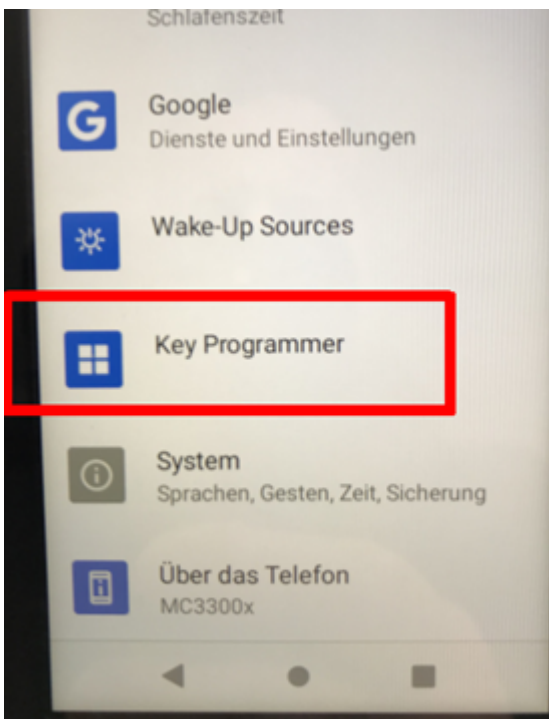 Schlafenszeit
Google
Dienste und Einstellungen
Wake-Up Sources
Key Programmer
System
Sprachen, Gesten, Zeit, Sicherung
Über das Telefon
MC3300x